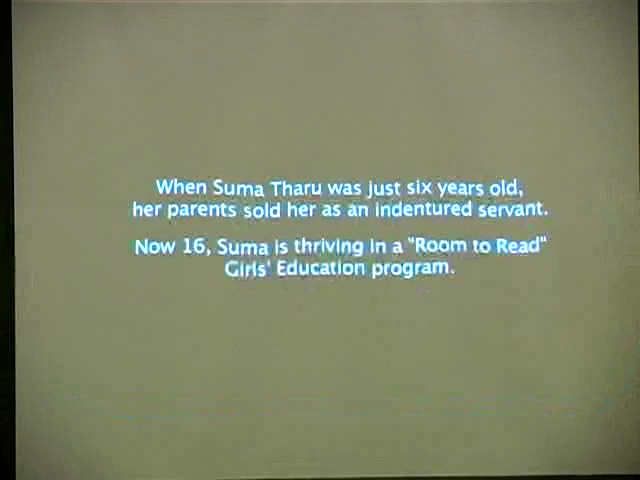 When Suma Tharu was just six years old,
her parents sold her as an indentured servant.
Now 16, Suma is thriving in a "Room to Read"
Girls' Education program.